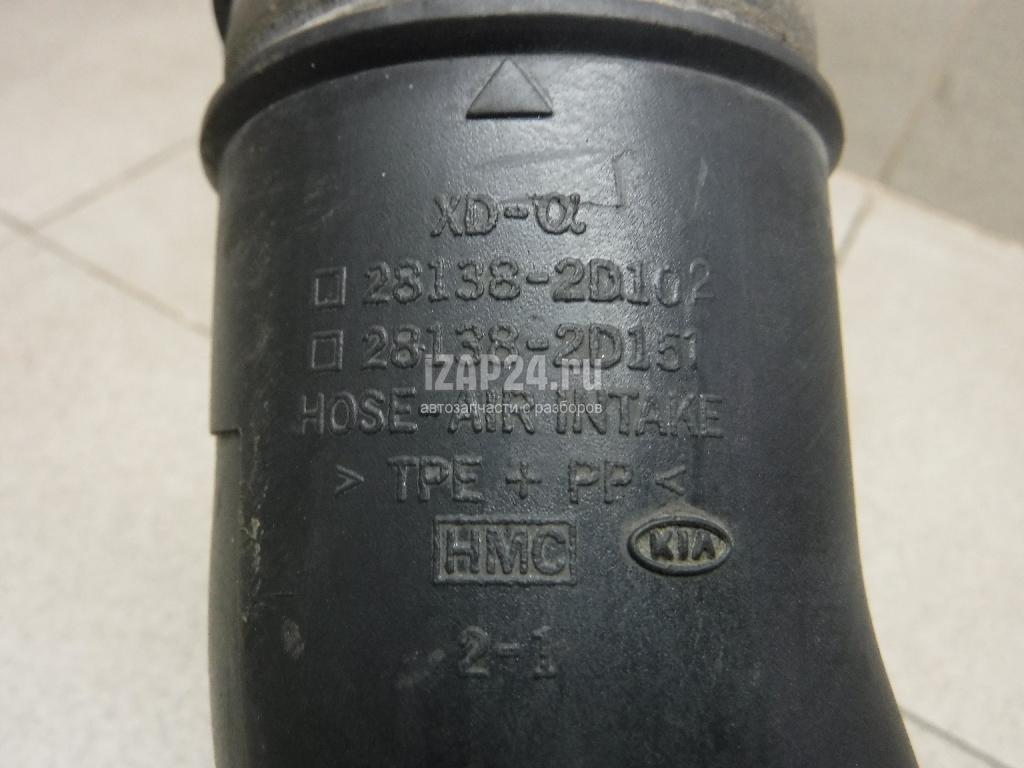 XD-α
□ 28138-2D102
□ 28138-2D151
IZAP24.ru
автозапчасти с разборов
HOSE-AIR INTAKE
> TPE + PP <
HMC KIA
2-1